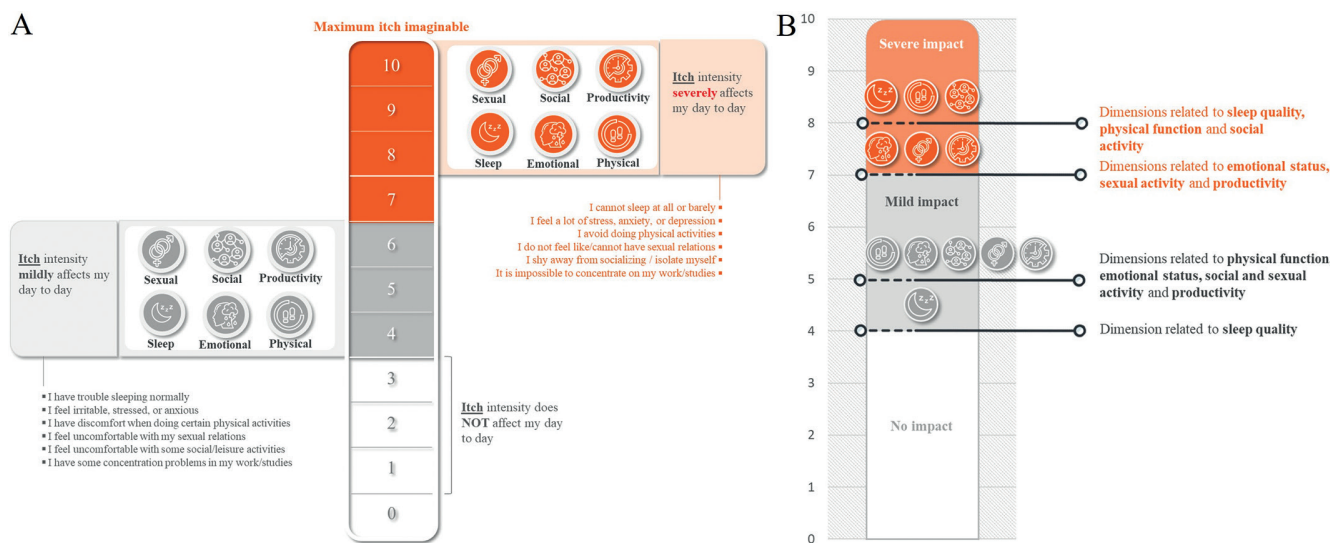 A
Maximum itch imaginable
10
9
8
7
6
5
4
3
2
1
0
Sexual
Social
Productivity
Sleep
Emotional
Physical
Itch intensity
severely affects
my day to day
I cannot sleep at all or barely
I feel a lot of stress, anxiety, or depression
I avoid doing physical activities
I do not feel like/cannot have sexual relations
I shy away from socializing / isolate myself
It is impossible to concentrate on my work/studies
Itch intensity
mildly affects my
day to day
Sexual
Social
Productivity
Sleep
Emotional
Physical
I have trouble sleeping normally
I feel irritable, stressed, or anxious
I have discomfort when doing certain physical activities
I feel uncomfortable with my sexual relations
I feel uncomfortable with some social/leisure activities
I have some concentration problems in my work/studies
Itch intensity does
NOT affect my day
to day
B
10
9
8
7
6
5
4
3
2
1
0
Severe impact
Mild impact
No impact
Dimensions related to sleep quality,
physical function and social
activity
Dimensions related to emotional status,
sexual activity and productivity
Dimensions related to physical function
emotional status, social and sexual
activity and productivity
Dimension related to sleep quality